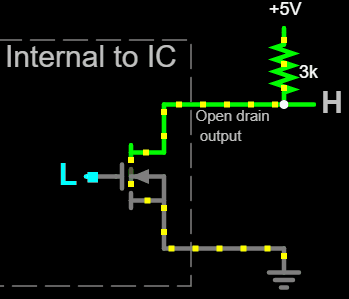 +5V
Internal to IC
3k
H
Open drain
output
L